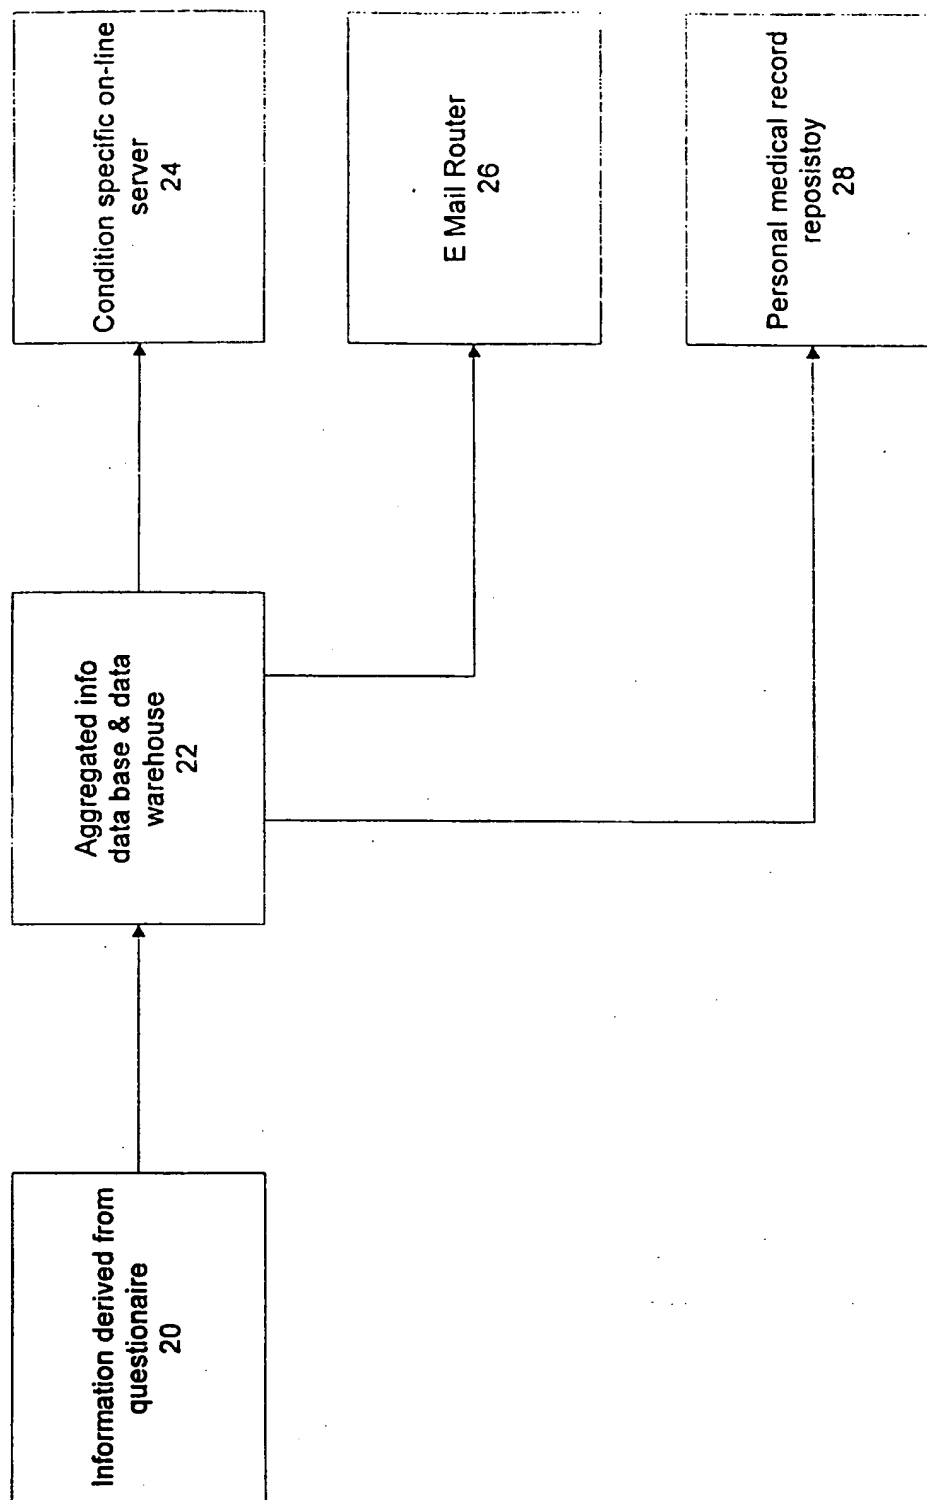 Information derived from
questionaire
20
Aggregated info
data base & data
warehouse
22
Condition specific on-line
server
24
E Mail Router
26
Personal medical record
reposistoy
28